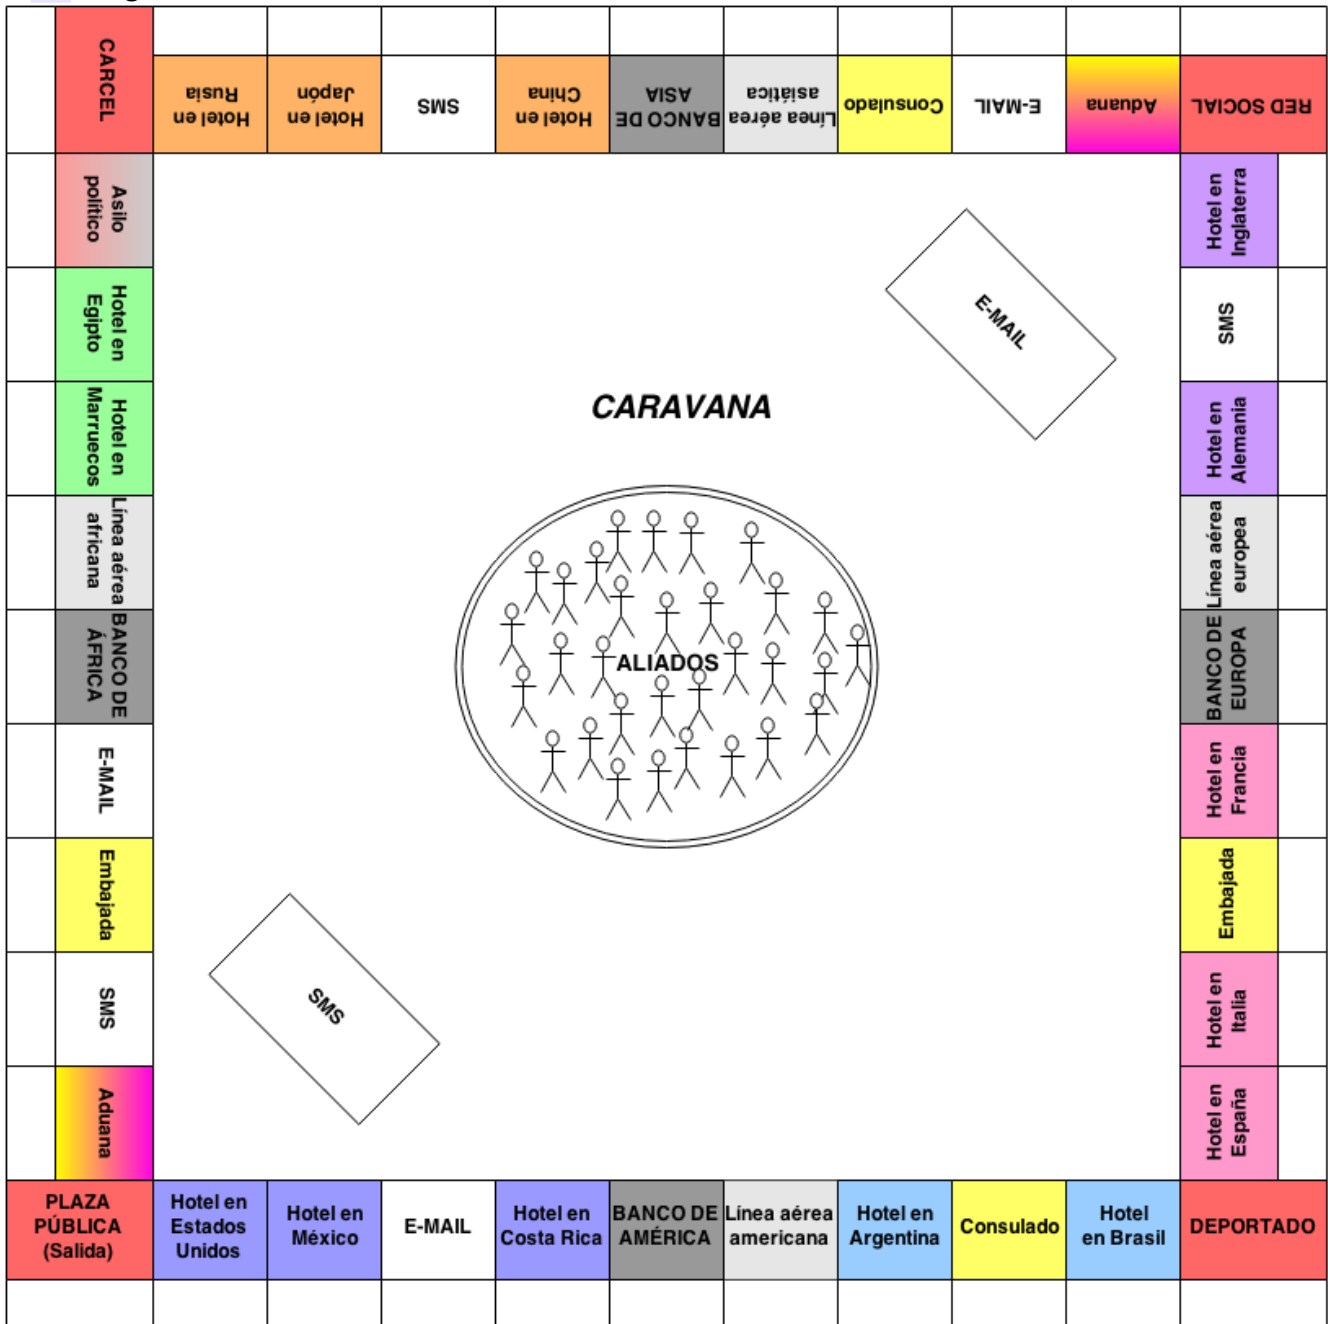 CÁRCEL
Hotel en
Rusia
Hotel en
Japón
SMS
Hotel en
China
BANCO DE
ASIA
Línea aérea
asiática
Consulado
E-MAIL
Aduana
RED SOCIAL
Asilo
político
Hotel en
Egipto
Hotel en
Marruecos
Línea aérea
africana
BANCO DE
ÁFRICA
E-MAIL
Embajada
SMS
Aduana
E-MAIL
CARAVANA
ALIADOS
SMS
Hotel en
Inglaterra
SMS
Hotel en
Alemania
Línea aérea
europea
BANCO DE
EUROPA
Hotel en
Francia
Embajada
Hotel en
Italia
Hotel en
España
PLAZA
PÚBLICA
(Salida)
Hotel en
Estados
Unidos
Hotel en
México
E-MAIL
Hotel en
Costa Rica
BANCO DE
AMÉRICA
Línea aérea
americana
Hotel en
Argentina
Consulado
Hotel
en Brasil
DEPORTADO